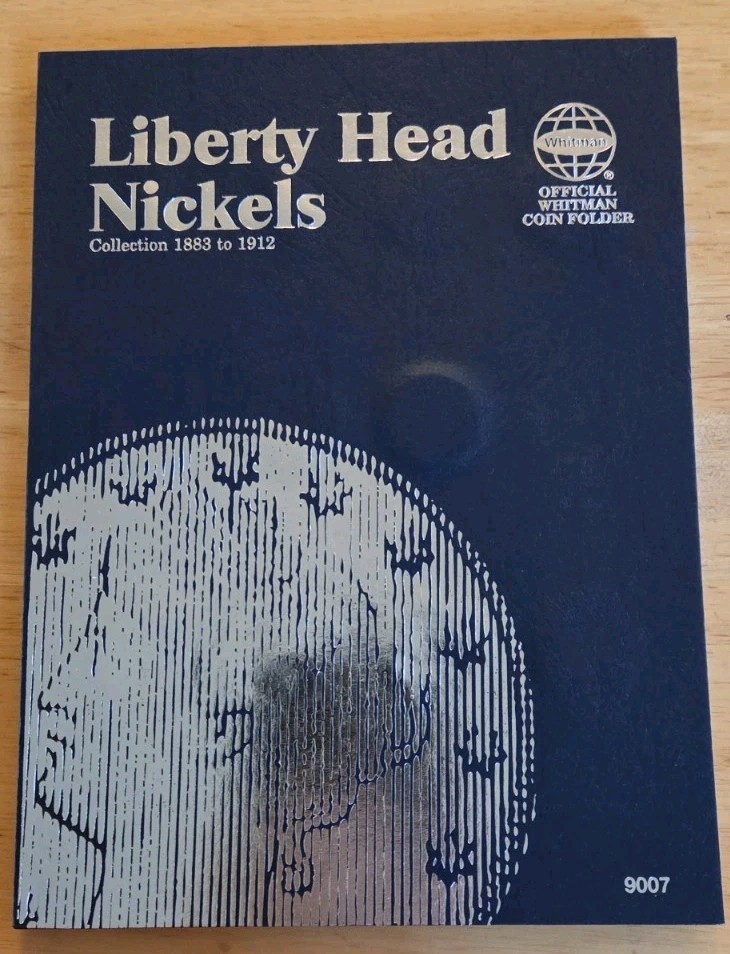 Liberty Head
Nickels
Collection 1883 to 1912
Whitman
®
OFFICIAL
WHITMAN
COIN FOLDER
9007